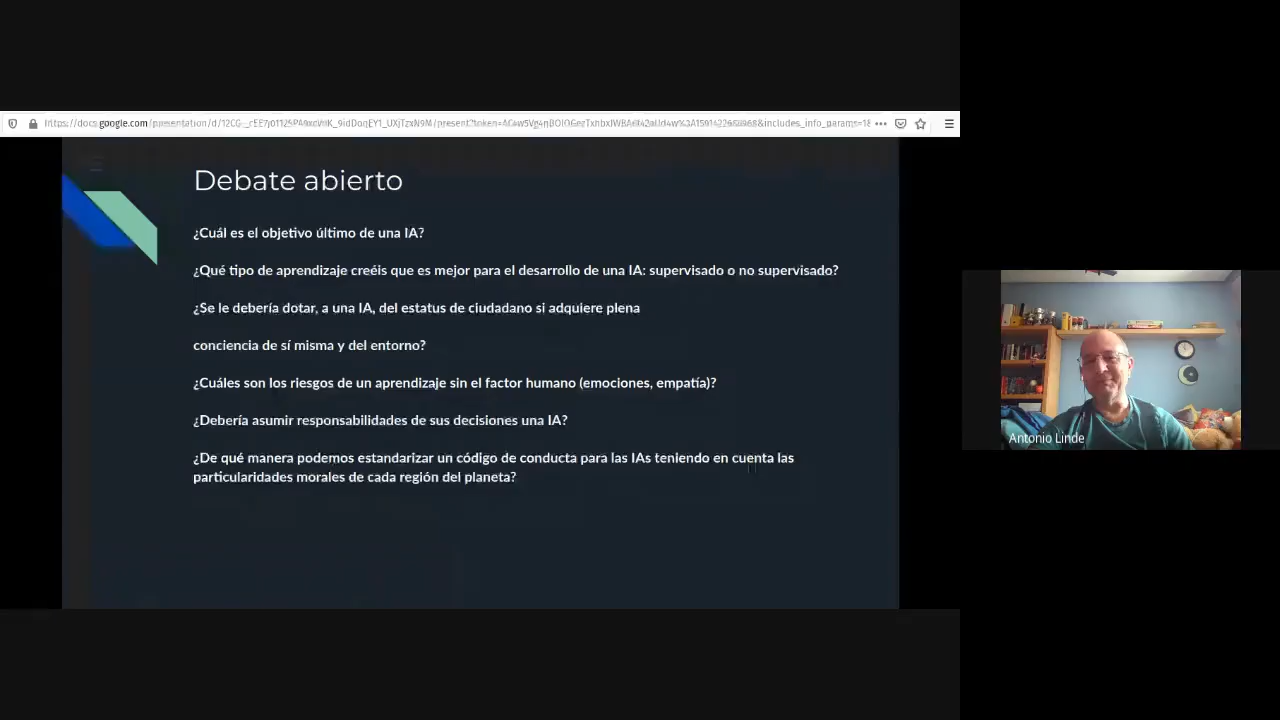 Debate abierto
¿Cuál es el objetivo último de una IA?
¿Qué tipo de aprendizaje creéis que es mejor para el desarrollo de una IA: supervisado o no supervisado?
¿Se le debería dotar, a una IA, del estatus de ciudadano si adquiere plena
conciencia de sí misma y del entorno?
¿Cuáles son los riesgos de un aprendizaje sin el factor humano (emociones, empatía)?
¿Debería asumir responsabilidades de sus decisiones una IA?
¿De qué manera podemos estandarizar un código de conducta para las IAs teniendo en cuenta las
particularidades morales de cada región del planeta?
Antonio Linde